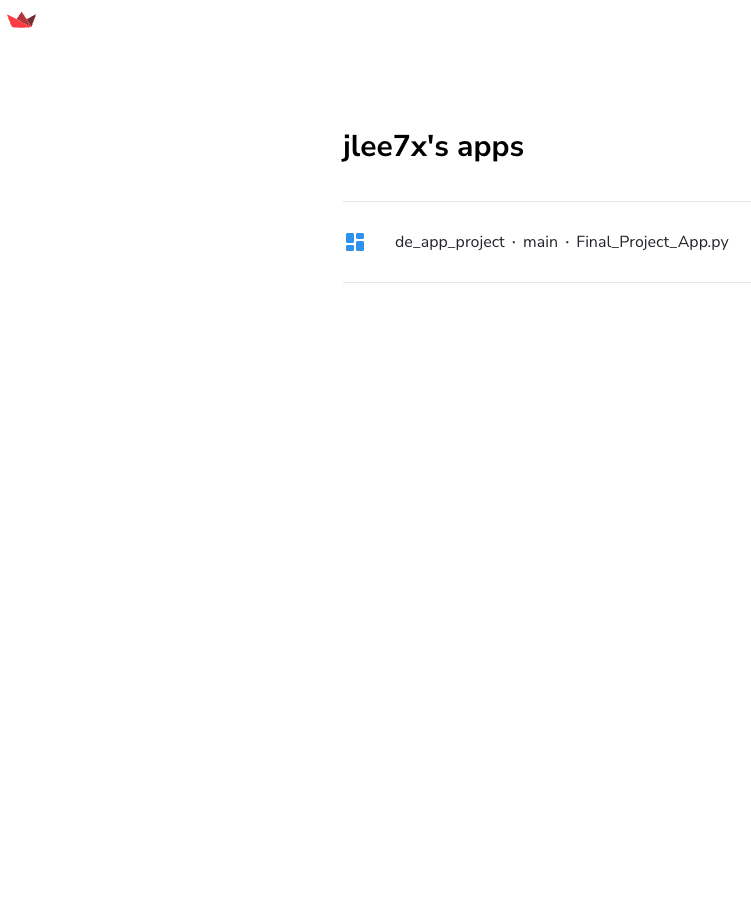 jlee7x's apps
de_app_project · main · Final_Project_App.py